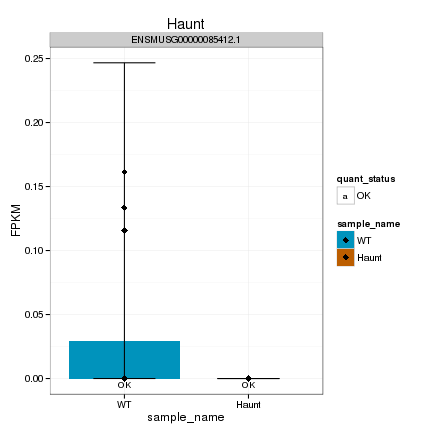 Haunt
ENSMUSG00000085412.1
0.25
0.20
0.15
0.10
0.05
0.00
FPKM
OK
OK
WT
Haunt
sample_name
quant_status
a OK
sample_name
WT
Haunt